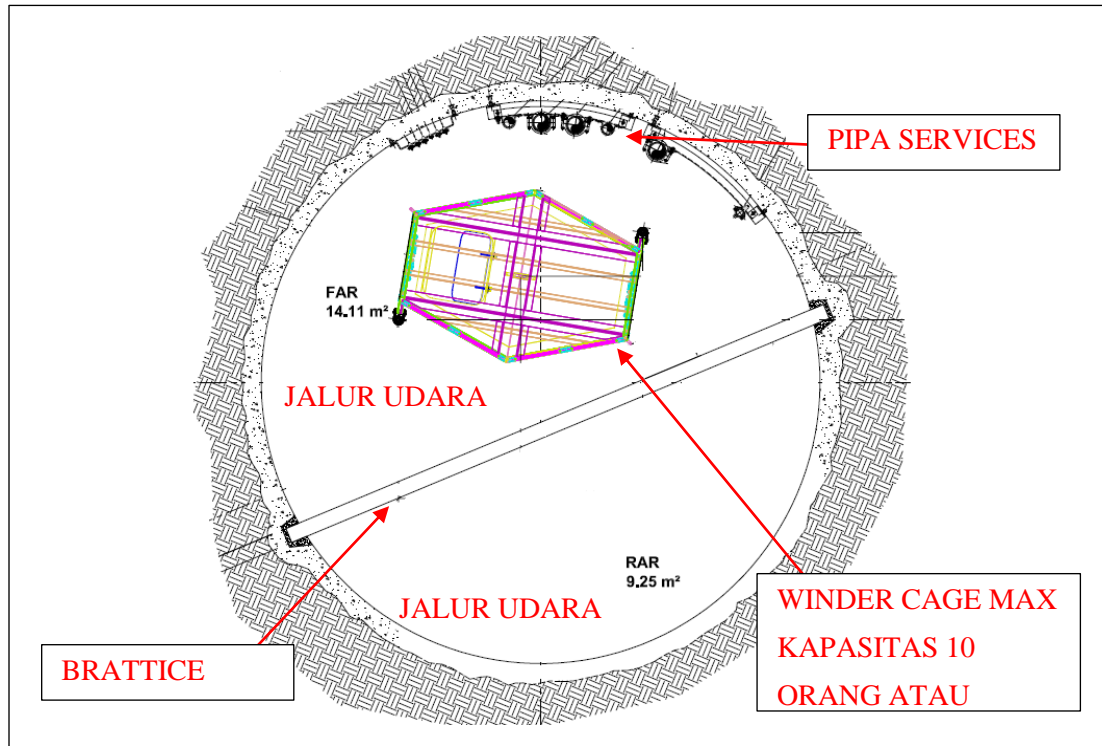 PIPA SERVICES
FAR
14.11 m²
JALUR UDARA
RAR
9.25 m²
JALUR UDARA
BRATTICE
WINDER CAGE MAX
KAPASITAS 10
ORANG ATAU